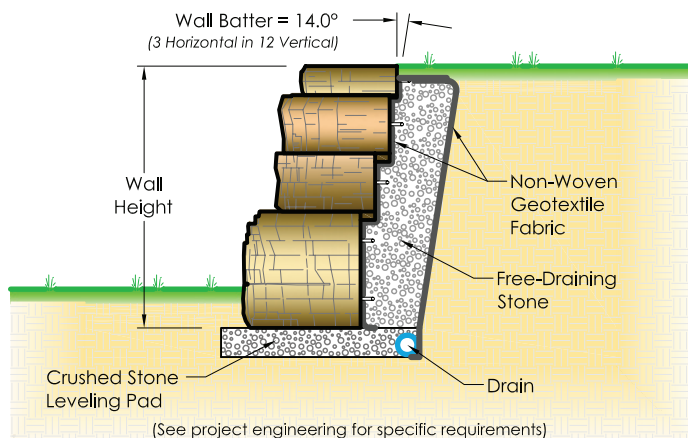 Wall Batter = 14.0°
(3 Horizontal in 12 Vertical)
Wall
Height
Non-Woven
Geotextile
Fabric
Free-Draining
Stone
Crushed Stone
Leveling Pad
Drain
(See project engineering for specific requirements)